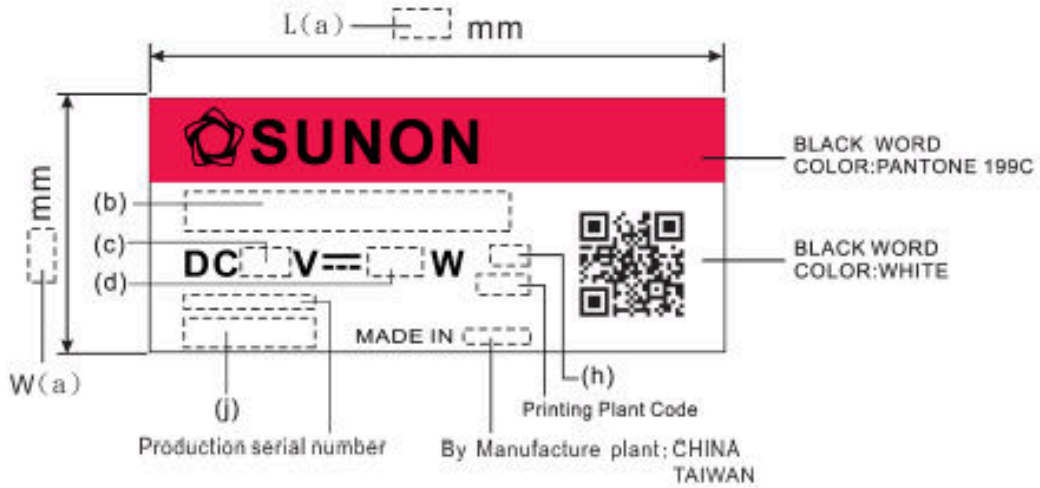 L(a) mm
SUNON
BLACK WORD
COLOR:PANTONE 199C
mm
W(a)
(b)
(c)
DC V W
(d)
BLACK WORD
COLOR:WHITE
MADE IN
(h)
(j)
Printing Plant Code
Production serial number
By Manufacture plant: CHINA
TAIWAN